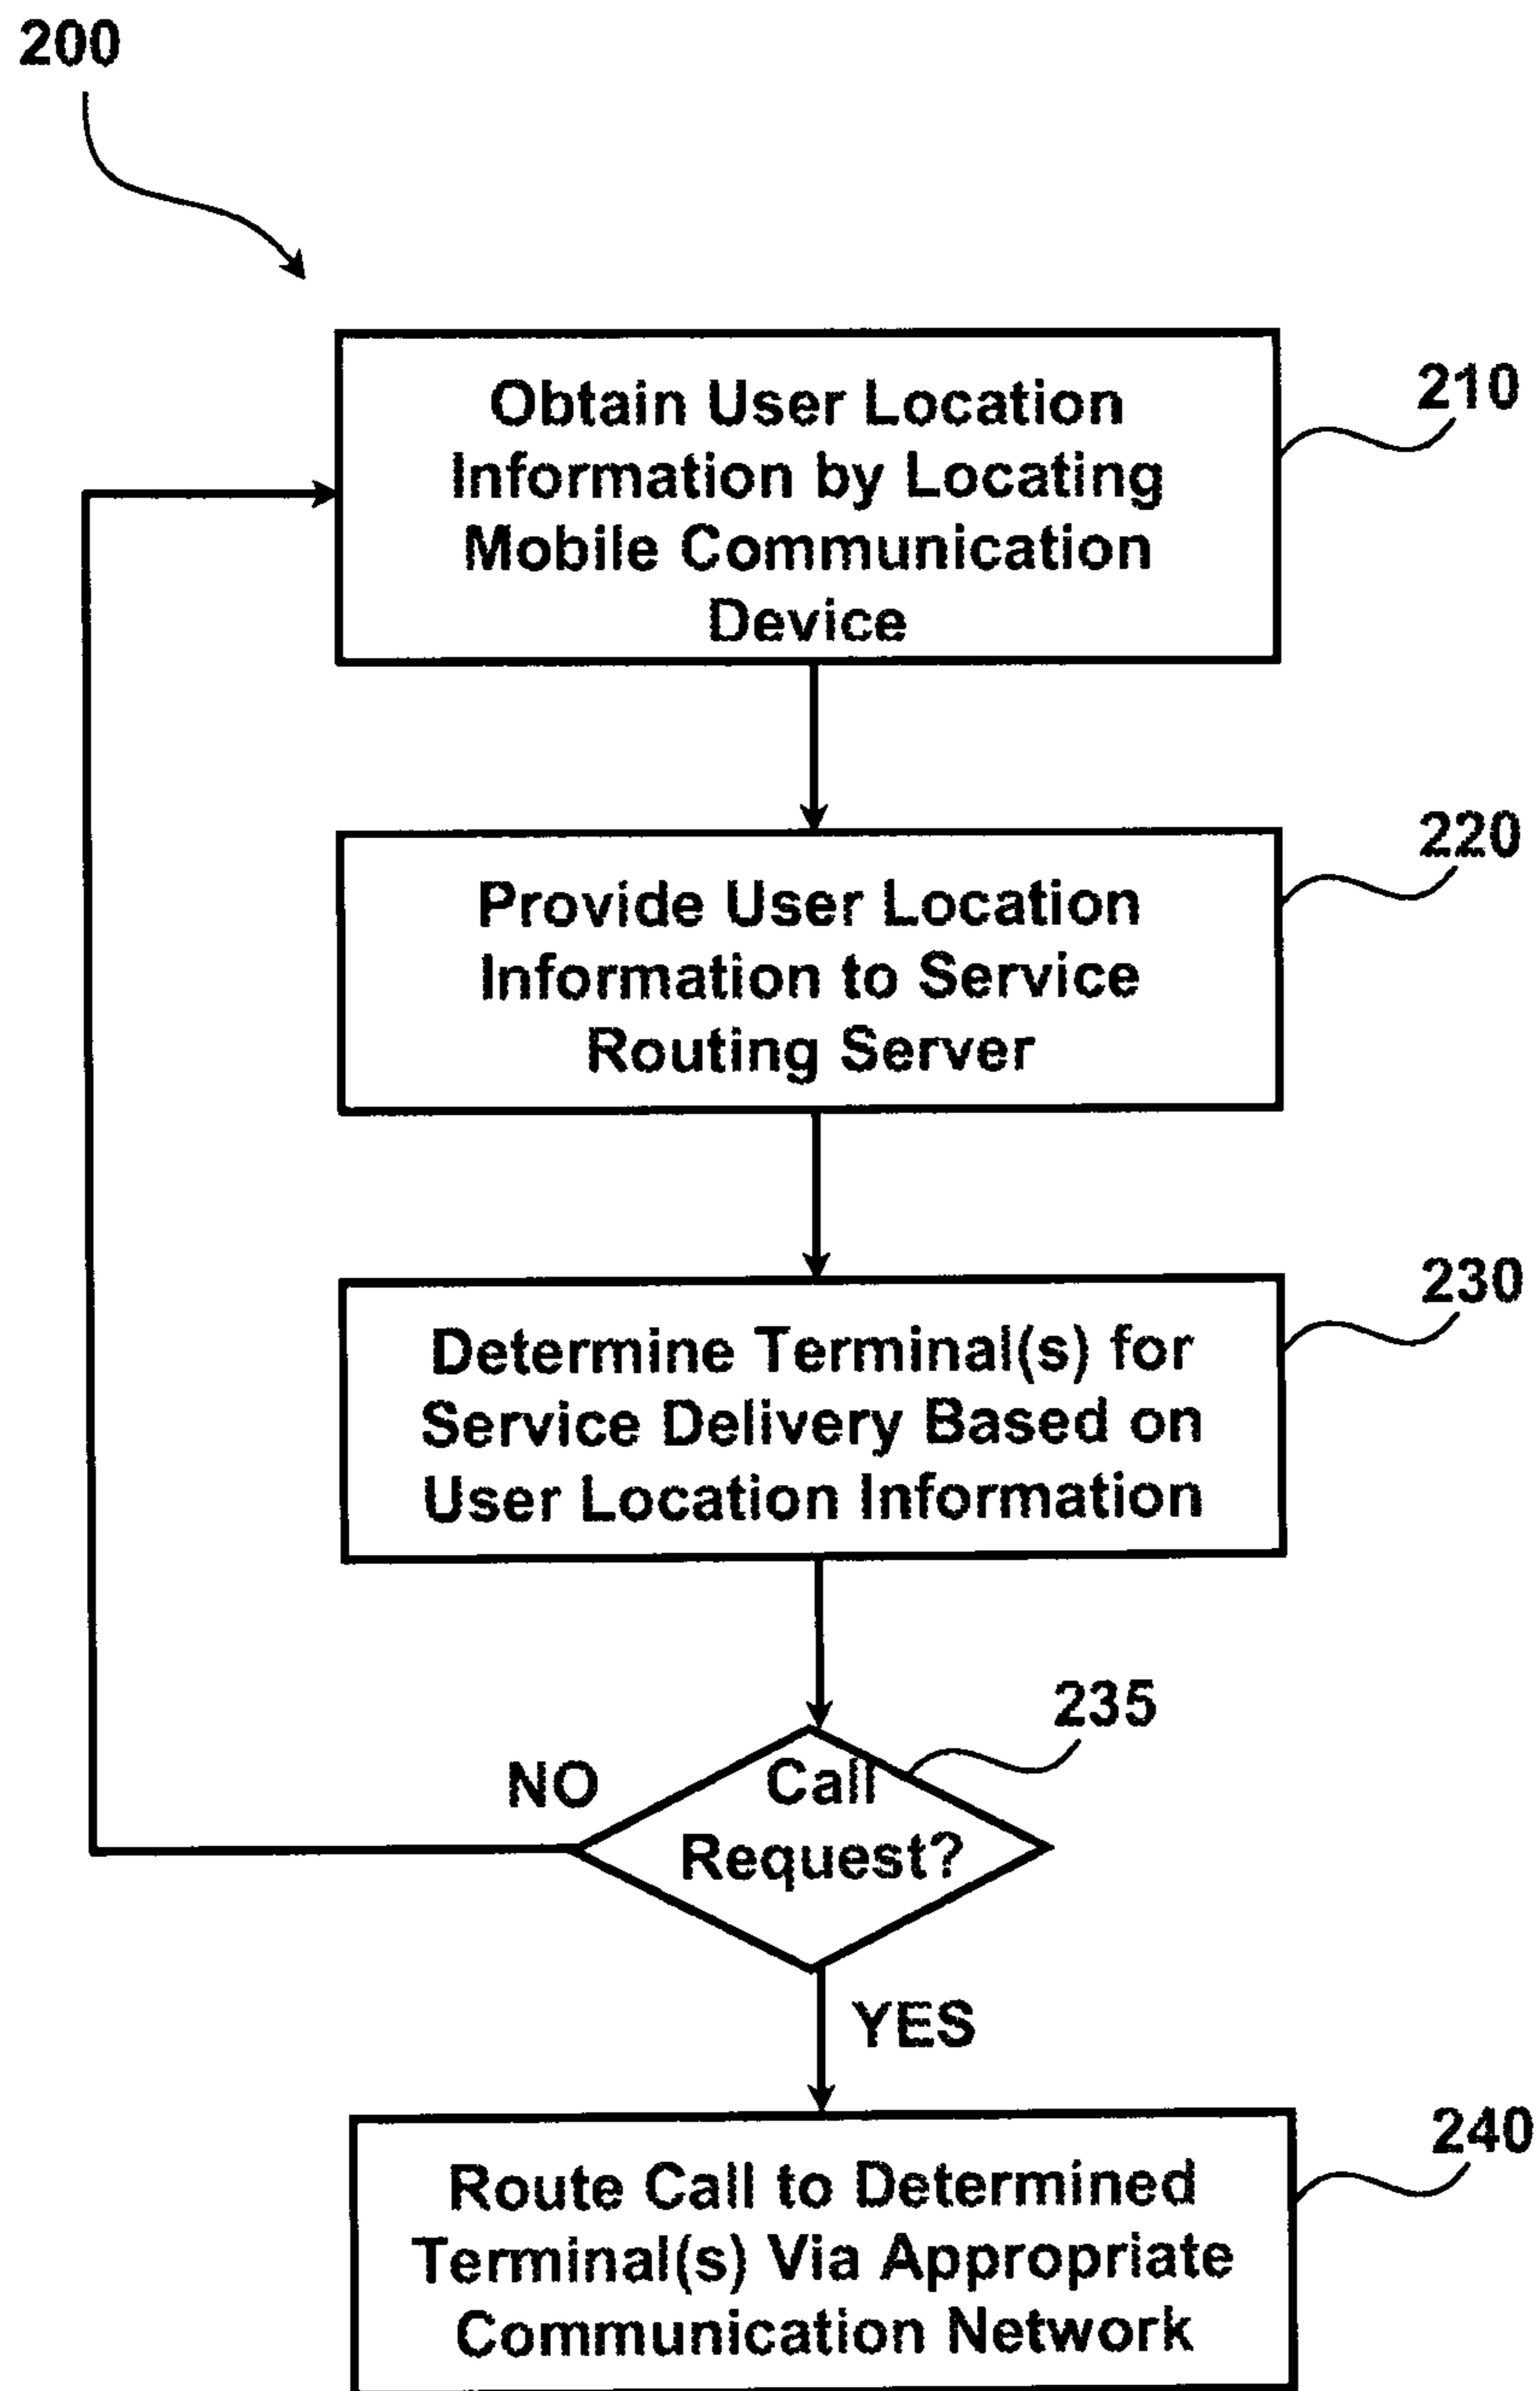 200
Obtain User Location
Information by Locating
Mobile Communication
Device
210
Provide User Location
Information to Service
Routing Server
220
Determine Terminal(s) for
Service Delivery Based on
User Location Information
230
Call
Request?
235
NO
YES
Route Call to Determined
Terminal(s) Via Appropriate
Communication Network
240